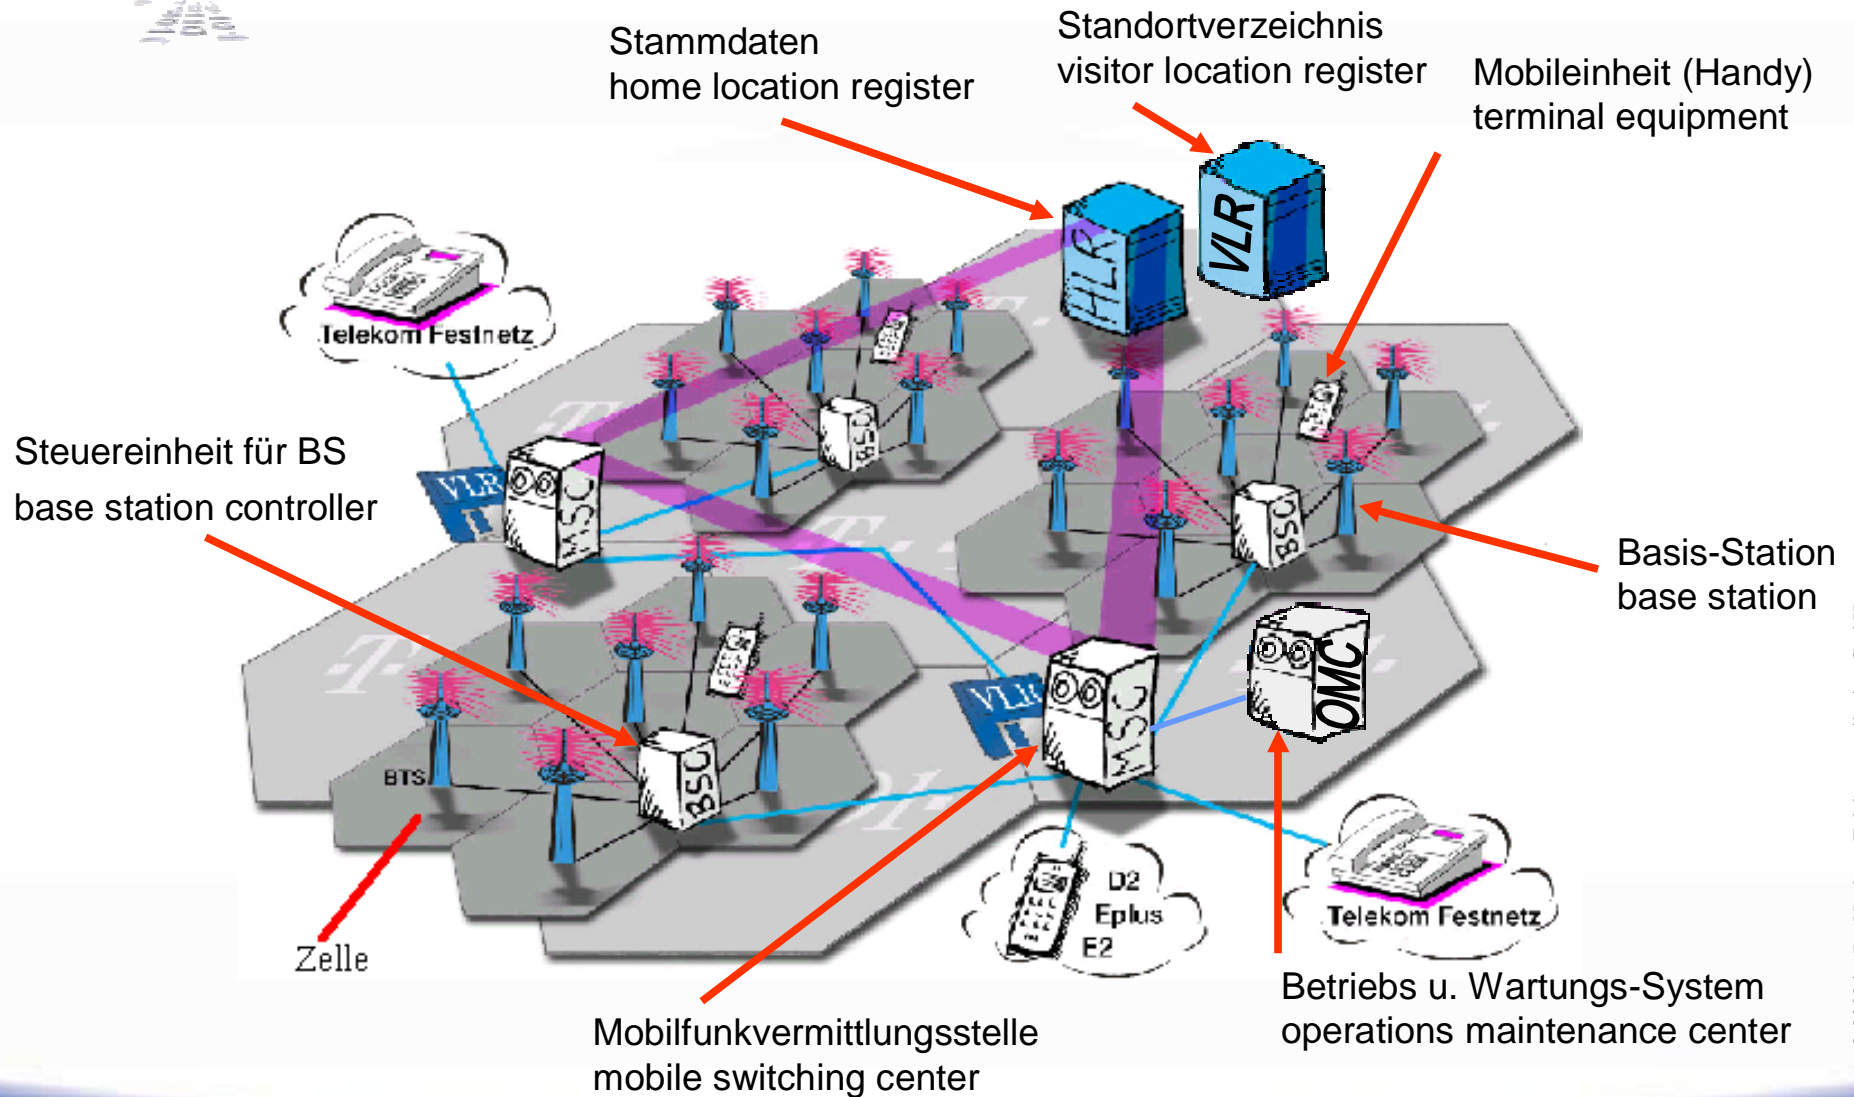 Stammdaten
home location register
Standortverzeichnis
visitor location register
Mobileinheit (Handy)
terminal equipment
HLR
VLR
Telekom Festnetz
BSC
Steuereinheit für BS
base station controller
VLR
MSC
BSC
Basis-Station
base station
VLR
MSC
OMC
BTS
BSC
D1
Zelle
D2
Eplus
E2
Telekom Festnetz
Mobilfunkvermittlungsstelle
mobile switching center
Betriebs u. Wartungs-System
operations maintenance center